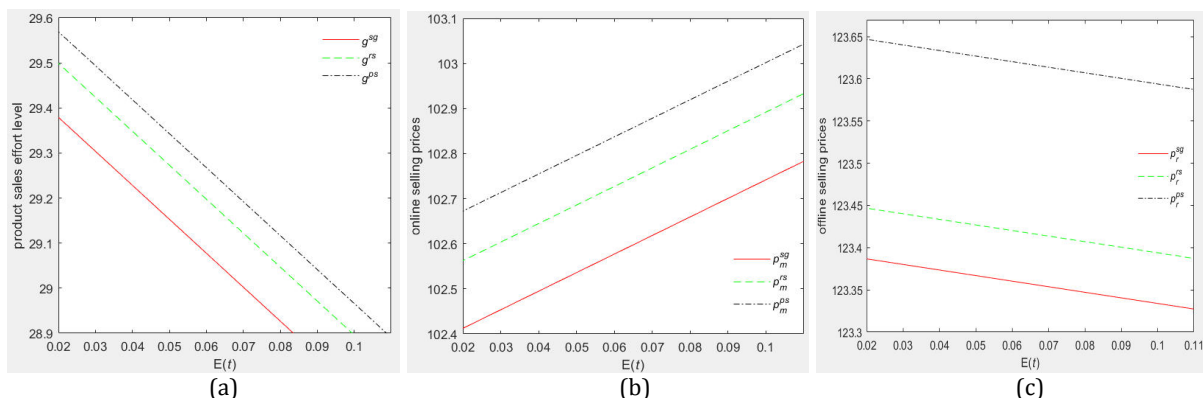 29.6
29.5
29.4
29.3
29.2
29.1
29
28.9
product sales effort level
g^sg
g^rs
g^ps
0.02 0.03 0.04 0.05 0.06 0.07 0.08 0.09 0.1
E(t)
(a)
103.1
103
102.9
102.8
102.7
102.6
102.5
102.4
online selling prices
p_m^sg
p_m^rs
p_m^ps
0.02 0.03 0.04 0.05 0.06 0.07 0.08 0.09 0.1
E(t)
(b)
123.65
123.6
123.55
123.5
123.45
123.4
123.35
123.3
offline selling prices
p_r^sg
p_r^rs
p_r^ps
0.02 0.03 0.04 0.05 0.06 0.07 0.08 0.09 0.1 0.11
E(t)
(c)